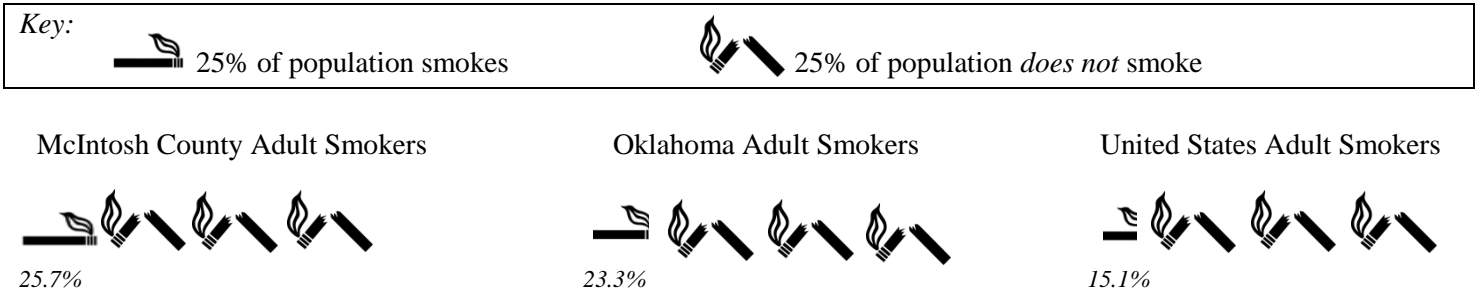 Key:
25% of population smokes 25% of population does not smoke
McIntosh County Adult Smokers Oklahoma Adult Smokers United States Adult Smokers
25.7% 23.3% 15.1%